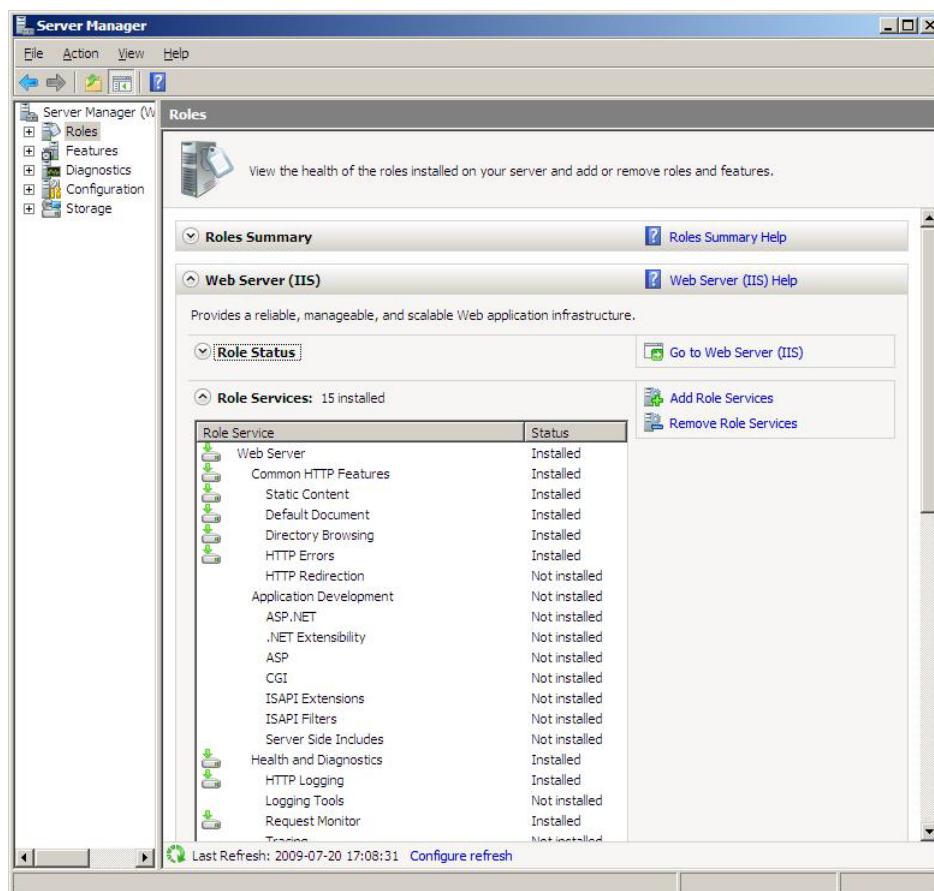 Server Manager
File Action View Help
Server Manager (W
Roles
Features
Diagnostics
Configuration
Storage
Roles
View the health of the roles installed on your server and add or remove roles and features.
Roles Summary
Roles Summary Help
Web Server (IIS)
Web Server (IIS) Help
Provides a reliable, manageable, and scalable Web application infrastructure.
Role Status
Go to Web Server (IIS)
Role Services: 15 installed
Add Role Services
Remove Role Services
Role Service Status
Web Server Installed
Common HTTP Features Installed
Static Content Installed
Default Document Installed
Directory Browsing Installed
HTTP Errors Installed
HTTP Redirection Not installed
Application Development Not installed
ASP.NET Not installed
.NET Extensibility Not installed
ASP Not installed
CGI Not installed
ISAPI Extensions Not installed
ISAPI Filters Not installed
Server Side Includes Not installed
Health and Diagnostics Installed
HTTP Logging Installed
Logging Tools Not installed
Request Monitor Installed
Tracing Not installed
Last Refresh: 2009-07-20 17:08:31 Configure refresh